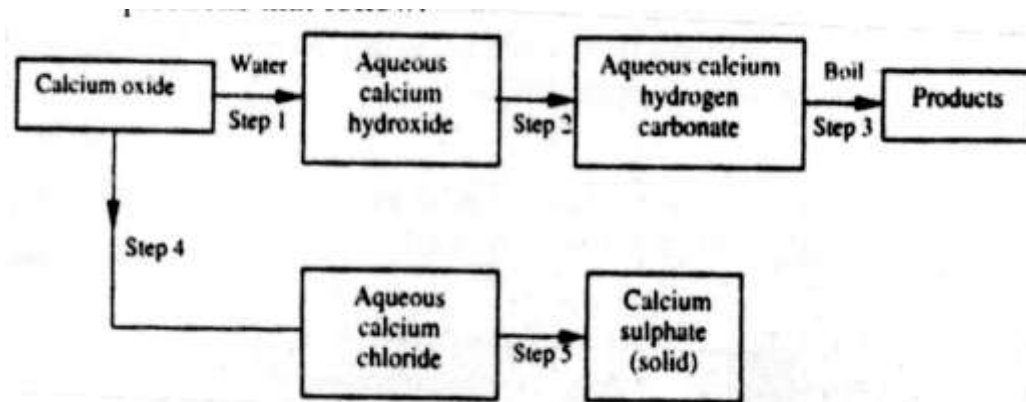 Calcium oxide
Water
Step 1
Aqueous
calcium
hydroxide
Step 2
Aqueous calcium
hydrogen
carbonate
Boil
Step 3
Products
Step 4
Aqueous
calcium
chloride
Step 5
Calcium
sulphate
(solid)